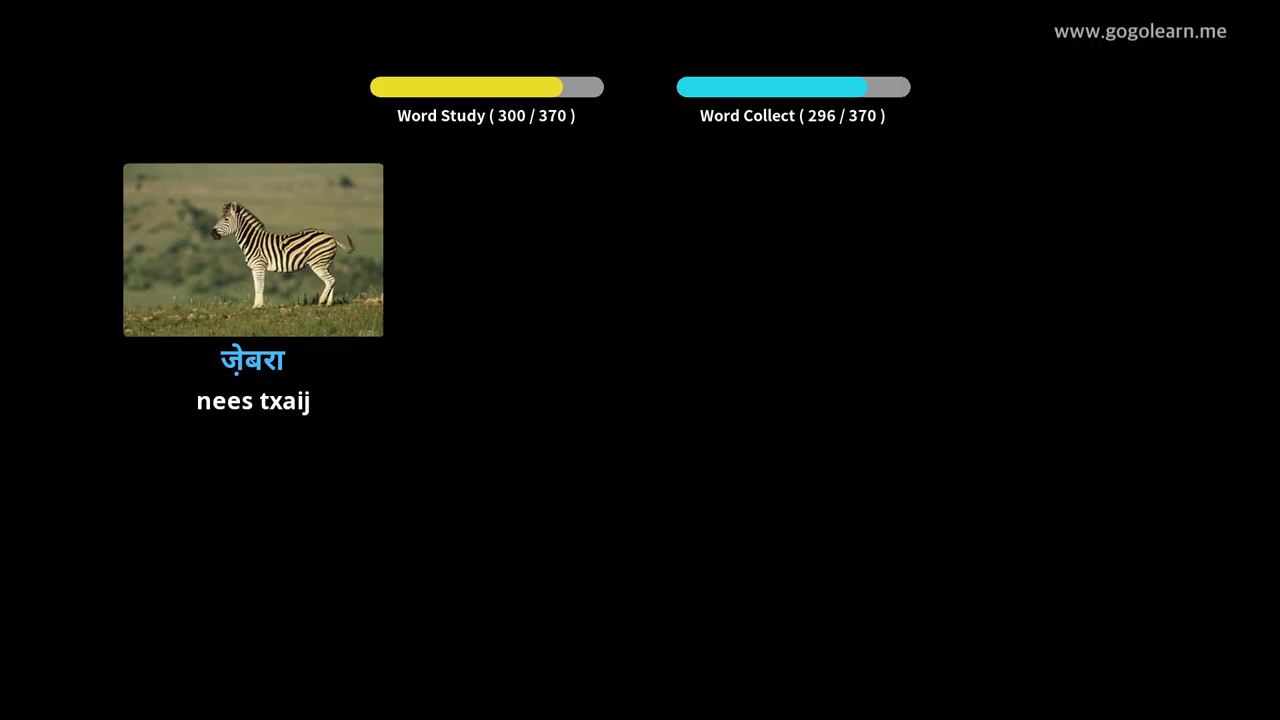 www.gogolearn.me
Word Study ( 300 / 370 )
Word Collect ( 296 / 370 )
ज़ेबरा
nees txaij